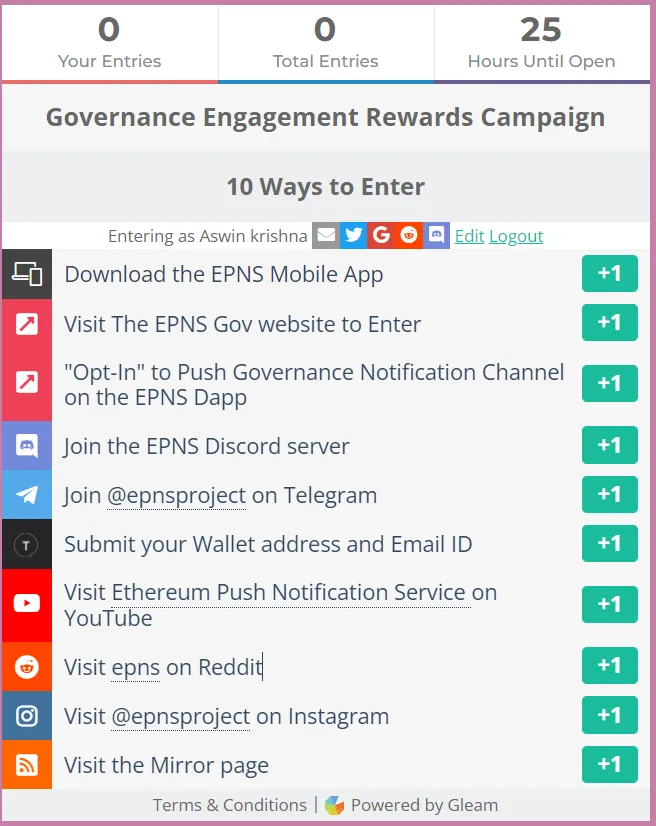 0 0 25
Your Entries Total Entries Hours Until Open
Governance Engagement Rewards Campaign
10 Ways to Enter
Entering as Aswin krishna Edit Logout
Download the EPNS Mobile App +1
Visit The EPNS Gov website to Enter +1
"Opt-In" to Push Governance Notification Channel
on the EPNS Dapp +1
Join the EPNS Discord server +1
Join @epnsproject on Telegram +1
T Submit your Wallet address and Email ID +1
Visit Ethereum Push Notification Service on
YouTube +1
Visit epns on Reddit +1
Visit @epnsproject on Instagram +1
Visit the Mirror page +1
Terms & Conditions | Powered by Gleam